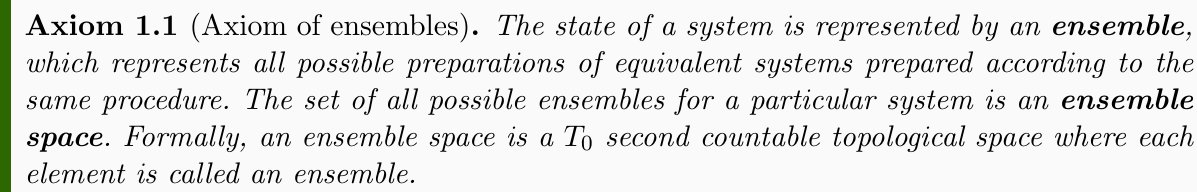 Axiom 1.1 (Axiom of ensembles). The state of a system is represented by an ensemble,
which represents all possible preparations of equivalent systems prepared according to the
same procedure. The set of all possible ensembles for a particular system is an ensemble
space. Formally, an ensemble space is a T₀ second countable topological space where each
element is called an ensemble.